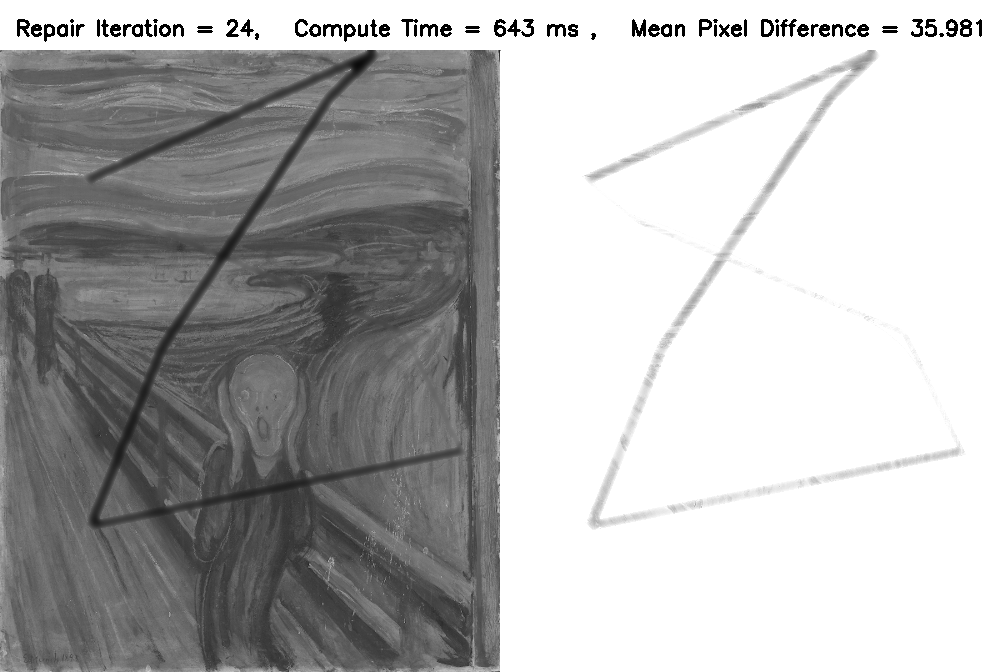 Repair Iteration = 24,   Compute Time = 643 ms ,   Mean Pixel Difference = 35.981